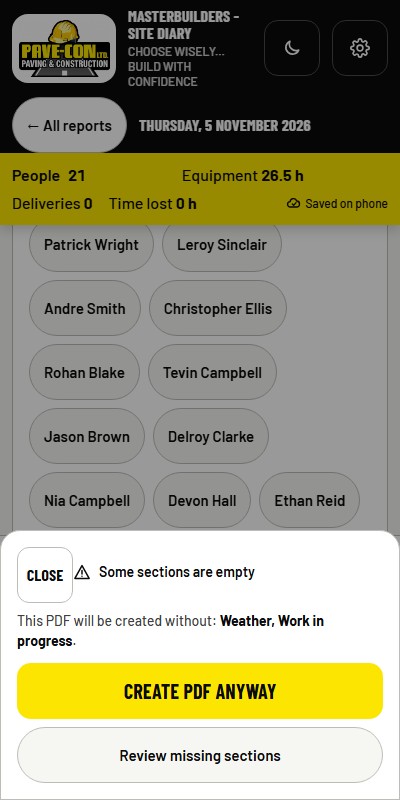 PAVE-CON LTD.
PAVING & CONSTRUCTION
MASTERBUILDERS -
SITE DIARY
CHOOSE WISELY...
BUILD WITH
CONFIDENCE
← All reports
THURSDAY, 5 NOVEMBER 2026
People 21
Equipment 26.5 h
Deliveries 0
Time lost 0 h
Saved on phone
Patrick Wright
Leroy Sinclair
Andre Smith
Christopher Ellis
Rohan Blake
Tevin Campbell
Jason Brown
Delroy Clarke
Nia Campbell
Devon Hall
Ethan Reid
CLOSE
Some sections are empty
This PDF will be created without: Weather, Work in
progress.
CREATE PDF ANYWAY
Review missing sections